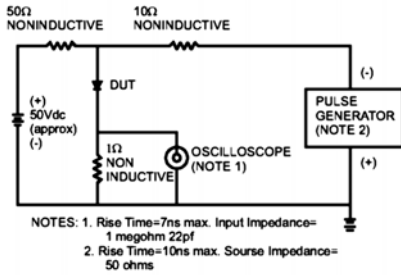 50Ω
NONINDUCTIVE
10Ω
NONINDUCTIVE
(+)
50Vdc
(approx)
(-)
DUT
1Ω
NON
INDUCTIVE
OSCILLOSCOPE
(NOTE 1)
(-)
PULSE
GENERATOR
(NOTE 2)
(+)
NOTES: 1. Rise Time=7ns max. Input Impedance=
1 megohm 22pf
2. Rise Time=10ns max. Sourse Impedance=
50 ohms